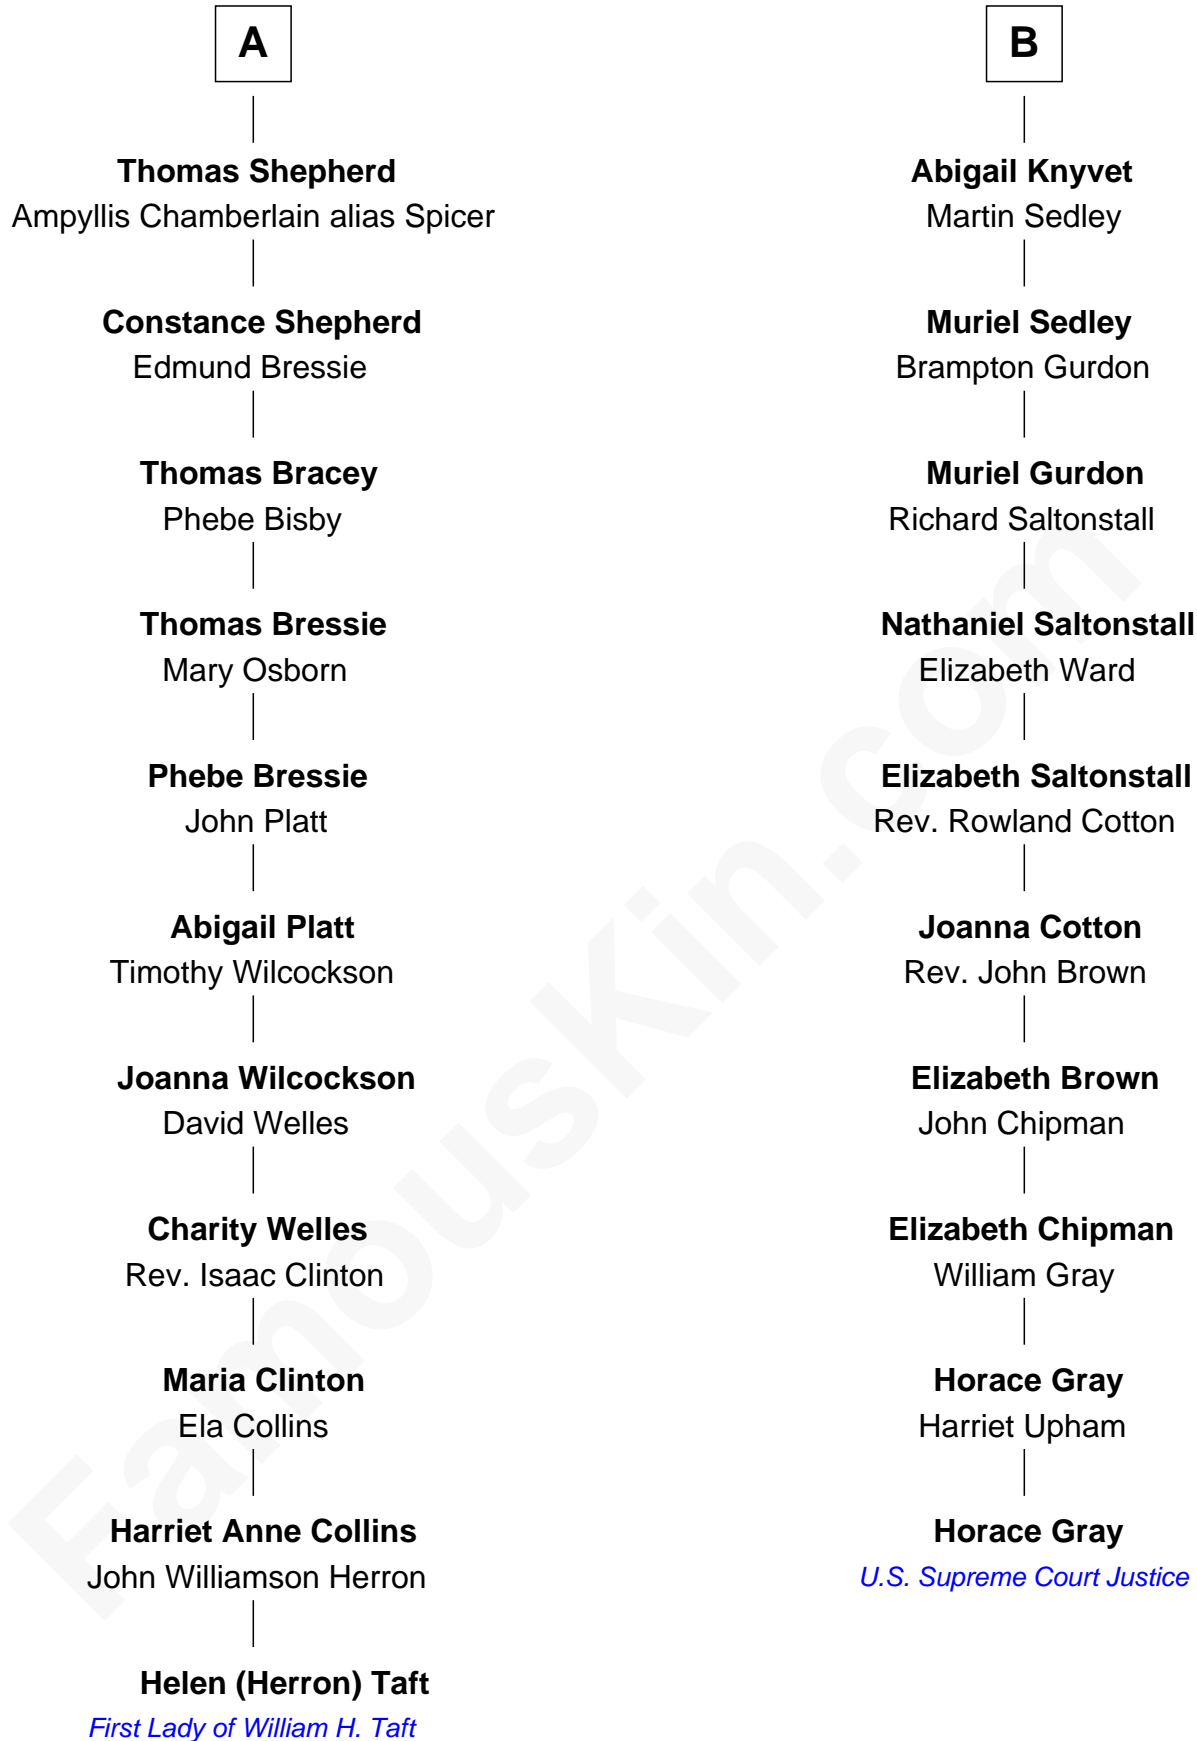 A
Thomas Shepherd
Ampyllis Chamberlain alias Spicer
Constance Shepherd
Edmund Bressie
Thomas Bracey
Phebe Bisby
Thomas Bressie
Mary Osborn
Phebe Bressie
John Platt
Abigail Platt
Timothy Wilcockson
Joanna Wilcockson
David Welles
Charity Welles
Rev. Isaac Clinton
Maria Clinton
Ela Collins
Harriet Anne Collins
John Williamson Herron
Helen (Herron) Taft
First Lady of William H. Taft
B
Abigail Knyvet
Martin Sedley
Muriel Sedley
Brampton Gurdon
Muriel Gurdon
Richard Saltonstall
Nathaniel Saltonstall
Elizabeth Ward
Elizabeth Saltonstall
Rev. Rowland Cotton
Joanna Cotton
Rev. John Brown
Elizabeth Brown
John Chipman
Elizabeth Chipman
William Gray
Horace Gray
Harriet Upham
Horace Gray
U.S. Supreme Court Justice
FamousKin.com